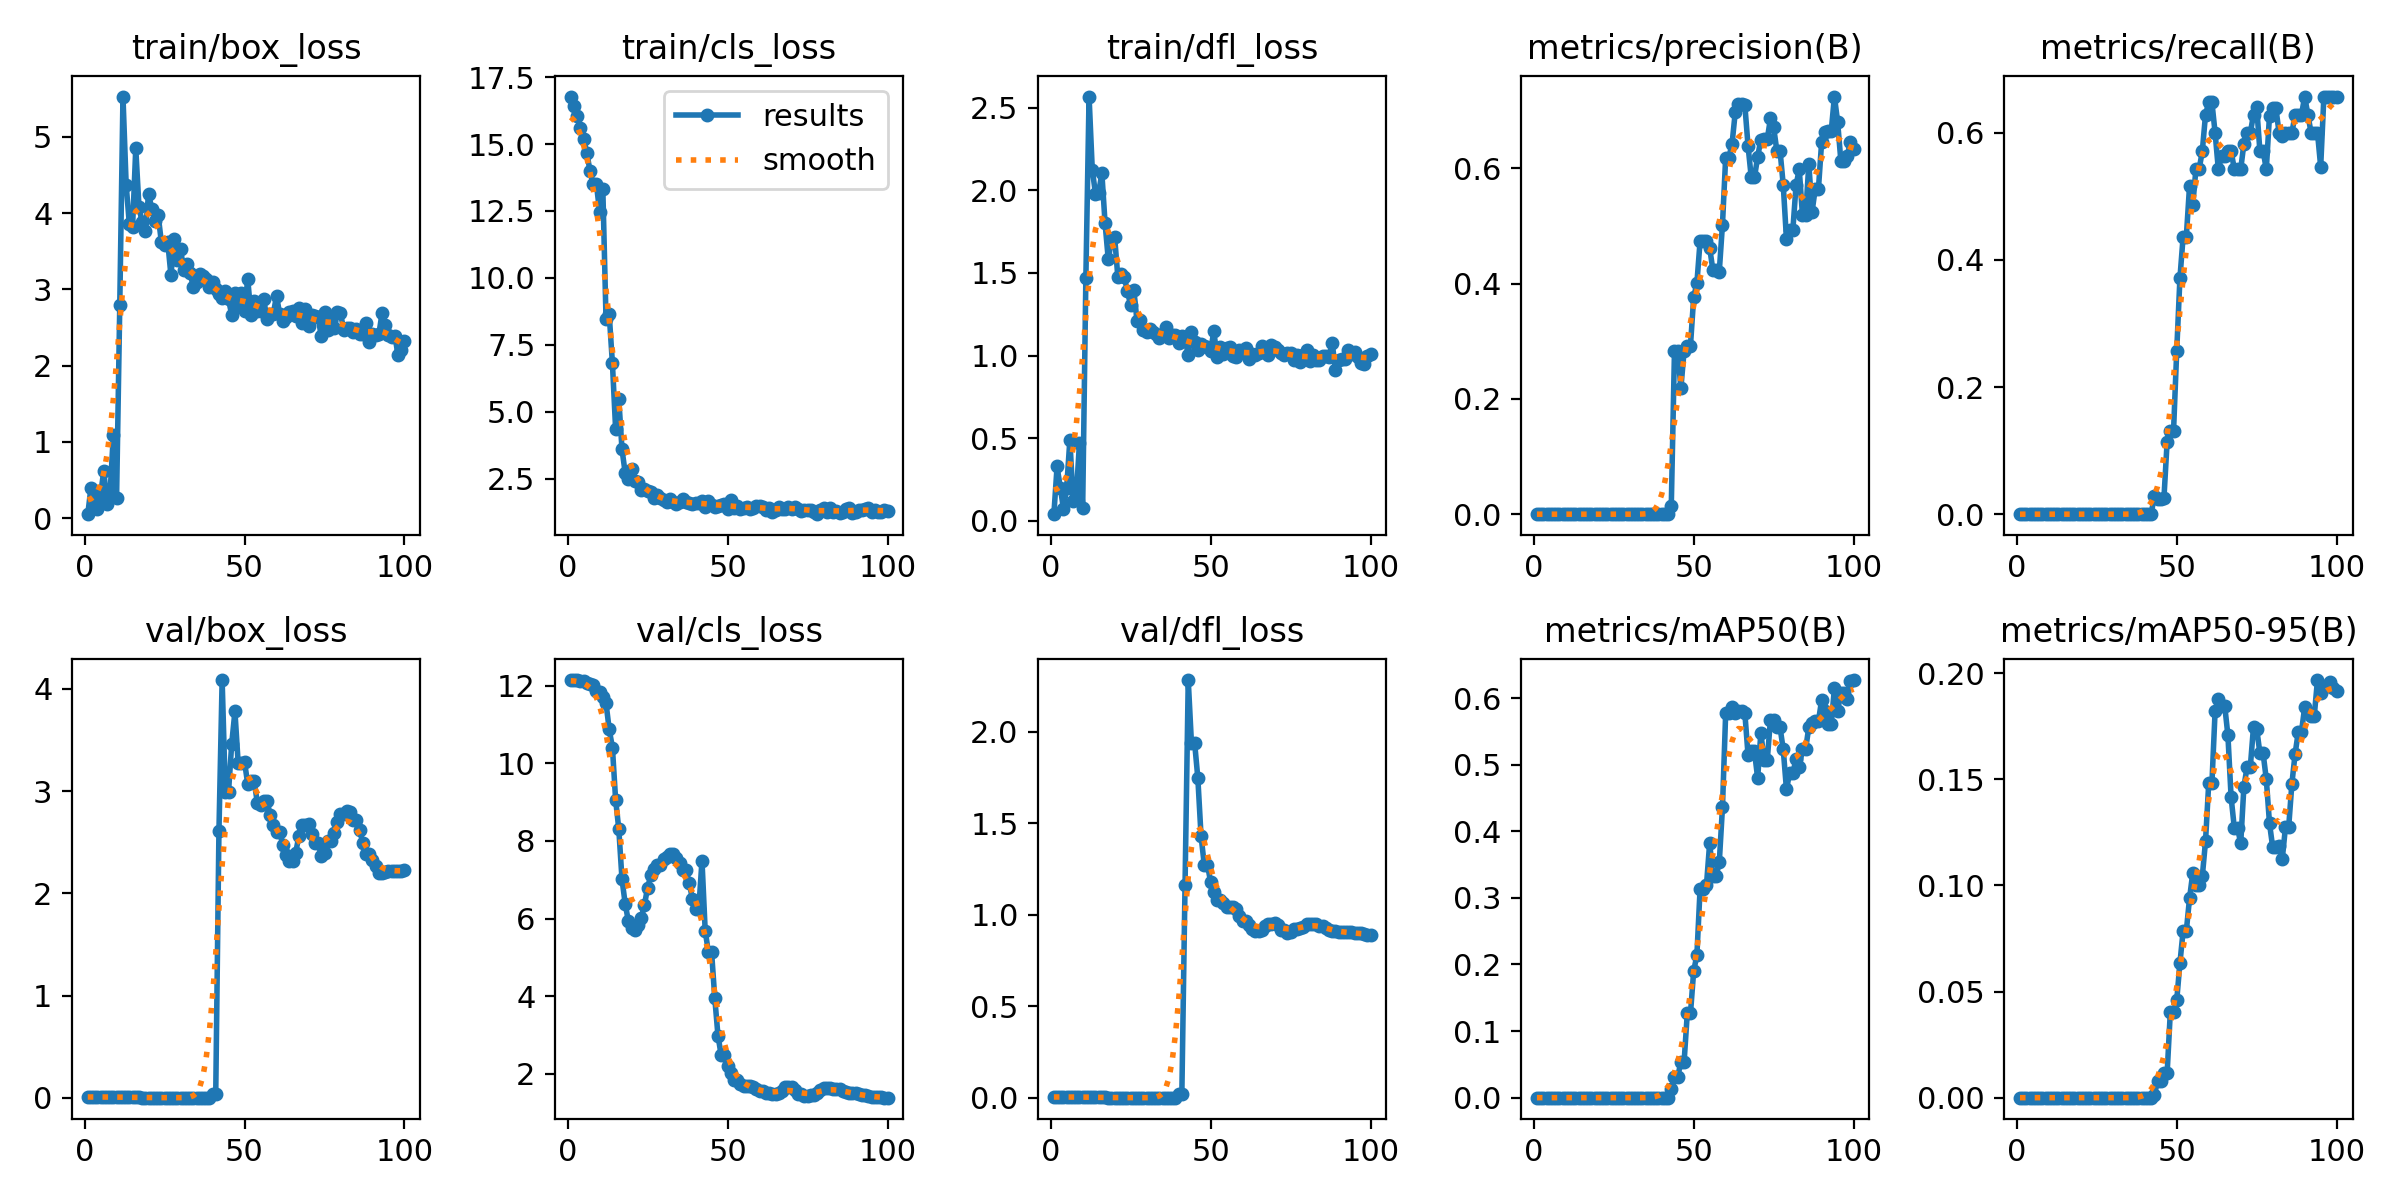 train/box_loss
5
4
3
2
1
0
0 50 100
train/cls_loss
17.5
15.0
12.5
10.0
7.5
5.0
2.5
0 50 100
results
smooth
train/dfl_loss
2.5
2.0
1.5
1.0
0.5
0.0
0 50 100
metrics/precision(B)
0.6
0.4
0.2
0.0
0 50 100
metrics/recall(B)
0.6
0.4
0.2
0.0
0 50 100
val/box_loss
4
3
2
1
0
0 50 100
val/cls_loss
12
10
8
6
4
2
0 50 100
val/dfl_loss
2.0
1.5
1.0
0.5
0.0
0 50 100
metrics/mAP50(B)
0.6
0.5
0.4
0.3
0.2
0.1
0.0
0 50 100
metrics/mAP50-95(B)
0.20
0.15
0.10
0.05
0.00
0 50 100